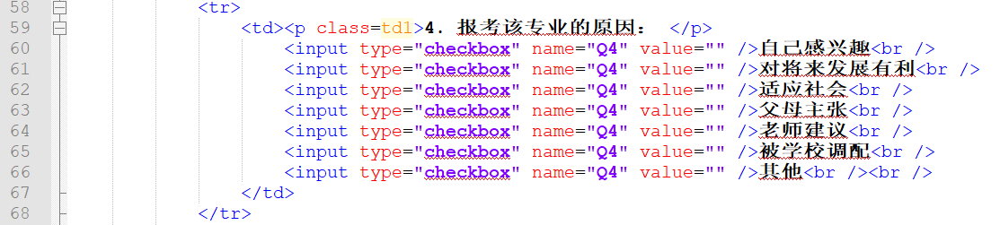 58 <tr>
59 <td><p class=td1>4. 报考该专业的原因： </p>
60 <input type="checkbox" name="Q4" value="" />自己感兴趣<br />
61 <input type="checkbox" name="Q4" value="" />对将来发展有利<br />
62 <input type="checkbox" name="Q4" value="" />适应社会<br />
63 <input type="checkbox" name="Q4" value="" />父母主张<br />
64 <input type="checkbox" name="Q4" value="" />老师建议<br />
65 <input type="checkbox" name="Q4" value="" />被学校调配<br />
66 <input type="checkbox" name="Q4" value="" />其他<br /><br />
67 </td>
68 </tr>